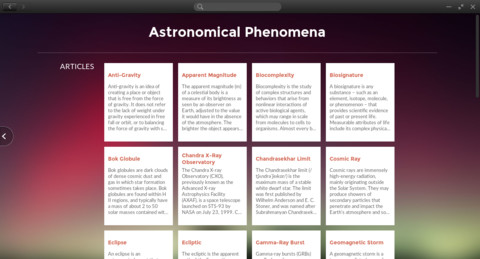 Astronomical Phenomena
ARTICLES
Anti-Gravity
Anti-gravity is an idea of
creating a place or object
that is free from the force
of gravity. It does not refer
to the lack of weight under
gravity experienced in free
fall or orbit, or to balancing
the force of gravity with s...
Apparent Magnitude
The apparent magnitude (m)
of a celestial body is a
measure of its brightness as
seen by an observer on
Earth, adjusted to the value
it would have in the absence
of the atmosphere. The
brighter the object appears...
Biocomplexity
Biocomplexity is the study
of complex structures and
behaviors that arise from
nonlinear interactions of
active biological agents,
which may range in scale
from molecules to cells to
organisms. Almost every b...
Biosignature
A biosignature is any
substance – such as an
element, isotope, molecule,
or phenomenon – that
provides scientific evidence
of past or present life.
Measurable attributes of life
include its complex physica...
Bok Globule
Bok globules are dark clouds
of dense cosmic dust and
gas in which star formation
sometimes takes place. Bok
globules are found within H
II regions, and typically have
a mass of about 2 to 50
solar masses contained wit...
Chandra X-Ray
Observatory
The Chandra X-ray
Observatory (CXO),
previously known as the
Advanced X-ray
Astrophysics Facility
(AXAF), is a space telescope
launched on STS-93 by
NASA on July 23, 1999. C...
Chandrasekhar Limit
The Chandrasekhar limit
is the
maximum mass of a stable
white dwarf star. The limit
was first published by
Wilhelm Anderson and E. C.
Stoner, and was named after
Subrahmanyan Chandrasek...
Cosmic Ray
Cosmic rays are immensely
high-energy radiation,
mainly originating outside
the Solar System. They may
produce showers of
secondary particles that
penetrate and impact the
Earth's atmosphere and so...
Eclipse
An eclipse is an
Ecliptic
The ecliptic is the apparent
Gamma-Ray Burst
Gamma-ray bursts (GRBs)
Geomagnetic Storm
A geomagnetic storm is a